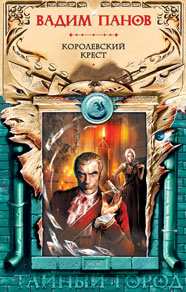 ВАДИМ ПАНОВ
КОРОЛЕВСКИЙ
КРЕСТ
ТАЙНЫЙ ГОРОД